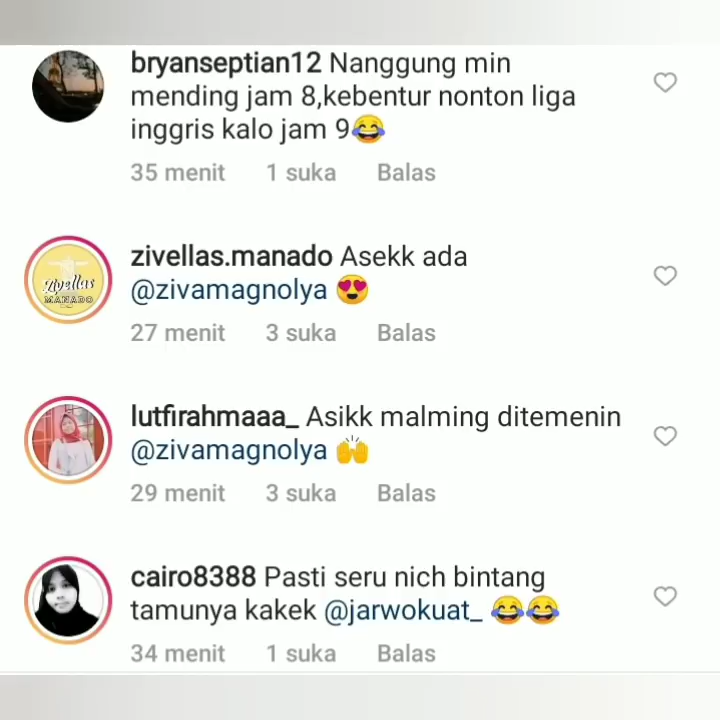 bryanseptian12 Nanggung min
mending jam 8,kebentur nonton liga
inggris kalo jam 9😂
35 menit 1 suka Balas
zivellas.manado Asekk ada
@zivamagnolya 😍
27 menit 3 suka Balas
zivellas
MANADO
lutfirahmaaa_ Asikk malming ditemenin
@zivamagnolya 🙌
29 menit 3 suka Balas
cairo8388 Pasti seru nich bintang
tamunya kakek @jarwokuat_ 😂😂
34 menit 1 suka Balas